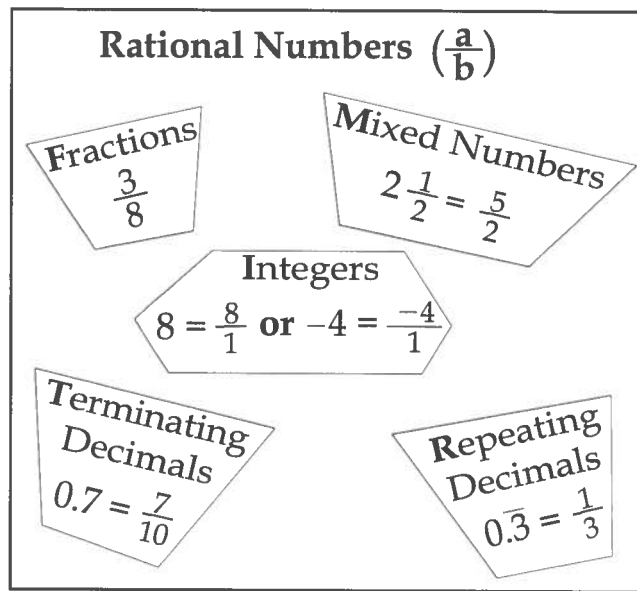 Rational Numbers (a/b)
Fractions
3/8
Mixed Numbers
2 1/2 = 5/2
Integers
8 = 8/1 or −4 = −4/1
Terminating
Decimals
0.7 = 7/10
Repeating
Decimals
0.3̅ = 1/3